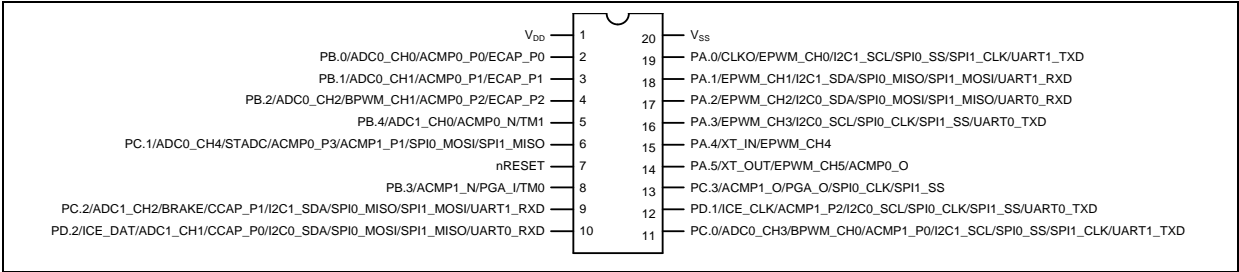 VDD 1 20 VSS
PB.0/ADC0_CH0/ACMP0_P0/ECAP_P0 2 19 PA.0/CLKO/EPWM_CH0/I2C1_SCL/SPI0_SS/SPI1_CLK/UART1_TXD
PB.1/ADC0_CH1/ACMP0_P1/ECAP_P1 3 18 PA.1/EPWM_CH1/I2C1_SDA/SPI0_MISO/SPI1_MOSI/UART1_RXD
PB.2/ADC0_CH2/BPWM_CH1/ACMP0_P2/ECAP_P2 4 17 PA.2/EPWM_CH2/I2C0_SDA/SPI0_MOSI/SPI1_MISO/UART0_RXD
PB.4/ADC1_CH0/ACMP0_N/TM1 5 16 PA.3/EPWM_CH3/I2C0_SCL/SPI0_CLK/SPI1_SS/UART0_TXD
PC.1/ADC0_CH4/STADC/ACMP0_P3/ACMP1_P1/SPI0_MOSI/SPI1_MISO 6 15 PA.4/XT_IN/EPWM_CH4
nRESET 7 14 PA.5/XT_OUT/EPWM_CH5/ACMP0_O
PB.3/ACMP1_N/PGA_I/TM0 8 13 PC.3/ACMP1_O/PGA_O/SPI0_CLK/SPI1_SS
PC.2/ADC1_CH2/BRAKE/CCAP_P1/I2C1_SDA/SPI0_MISO/SPI1_MOSI/UART1_RXD 9 12 PD.1/ICE_CLK/ACMP1_P2/I2C0_SCL/SPI0_CLK/SPI1_SS/UART0_TXD
PD.2/ICE_DAT/ADC1_CH1/CCAP_P0/I2C0_SDA/SPI0_MOSI/SPI1_MISO/UART0_RXD 10 11 PC.0/ADC0_CH3/BPWM_CH0/ACMP1_P0/I2C1_SCL/SPI0_SS/SPI1_CLK/UART1_TXD